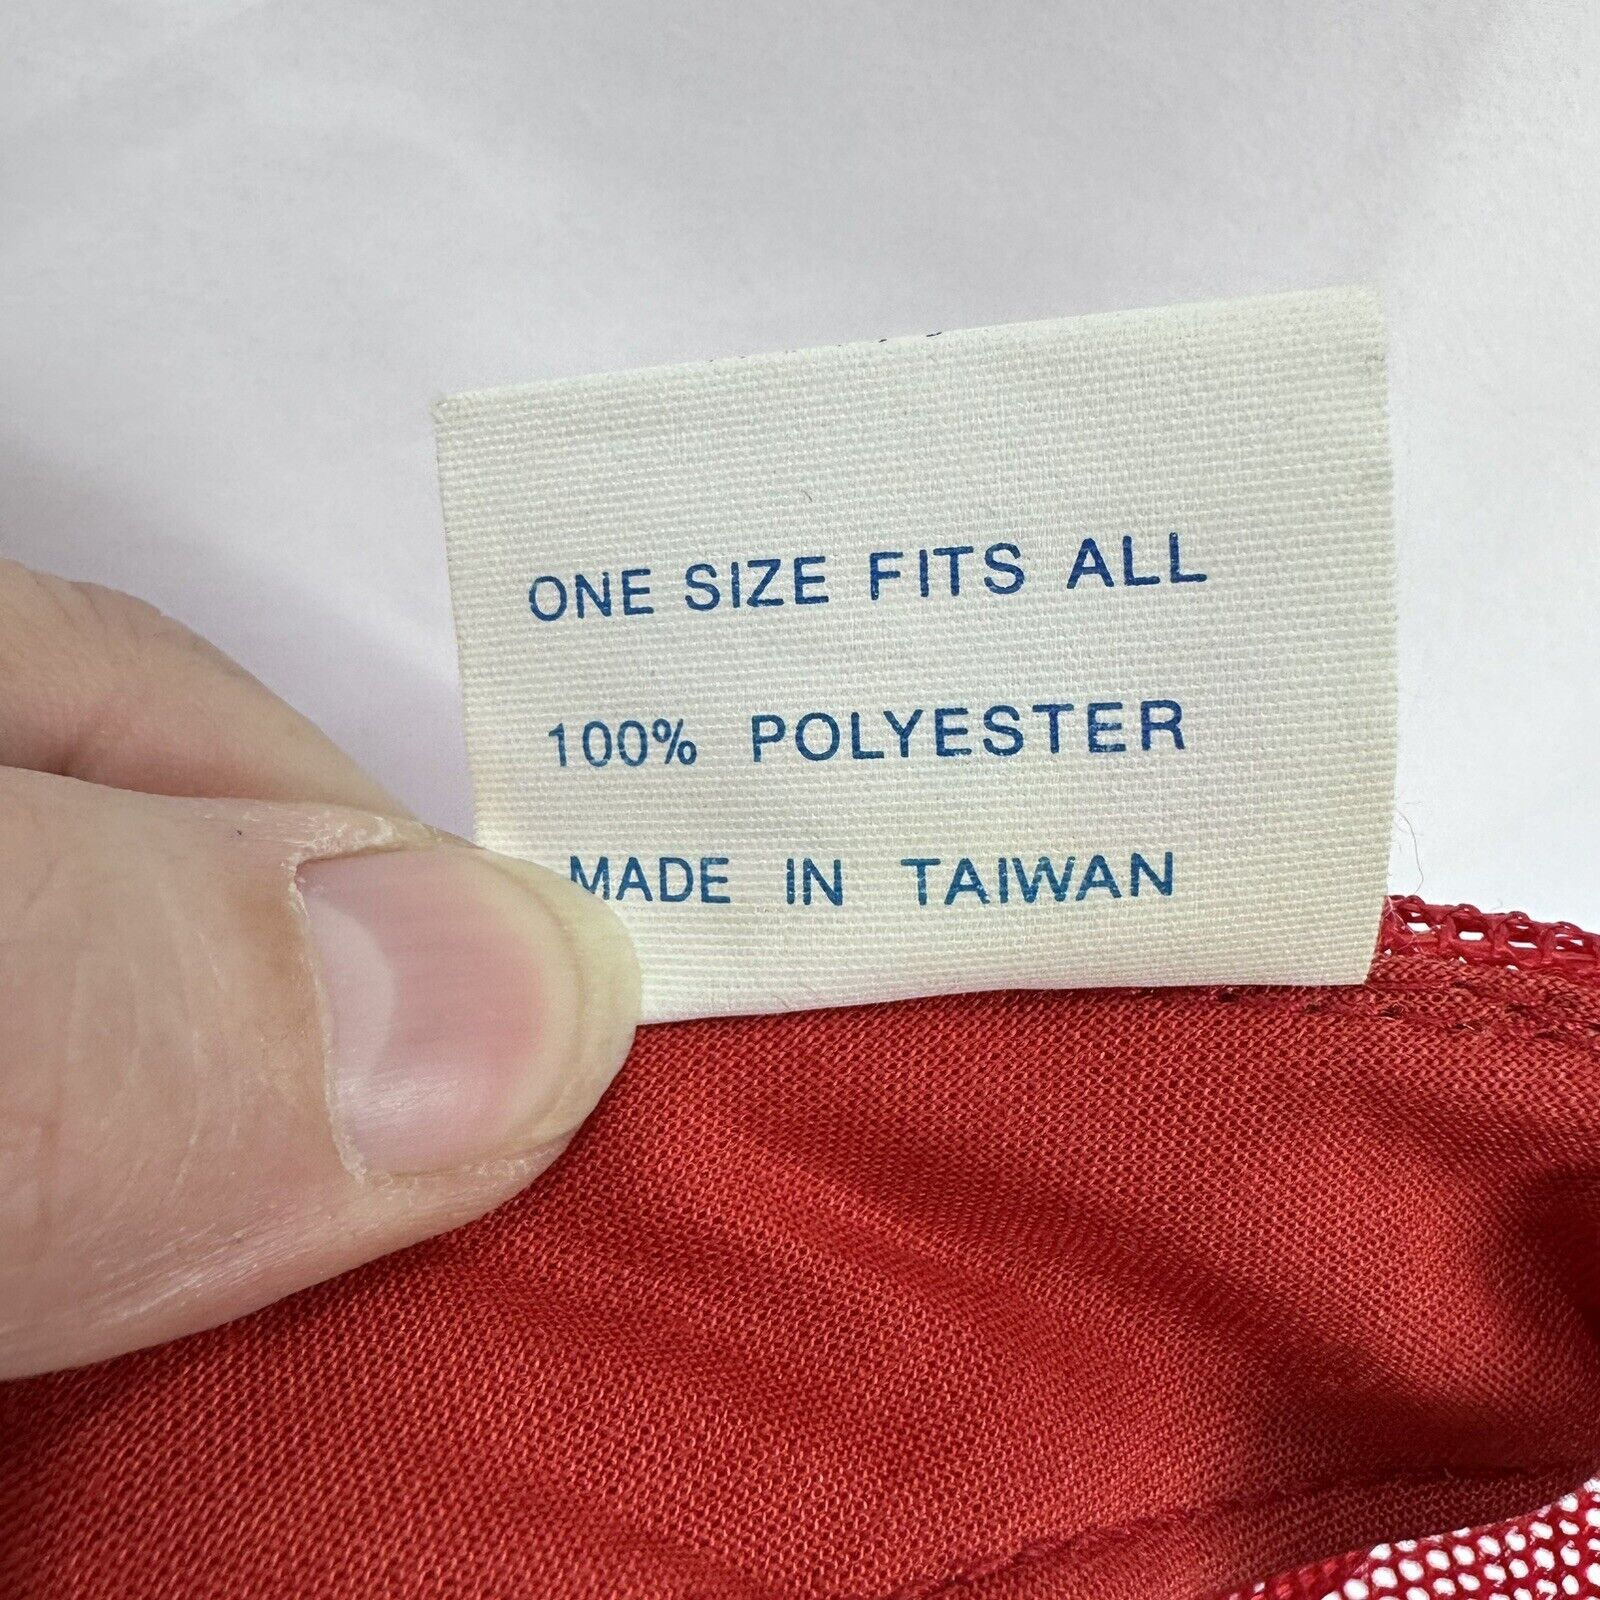 ONE SIZE FITS ALL
100% POLYESTER
MADE IN TAIWAN